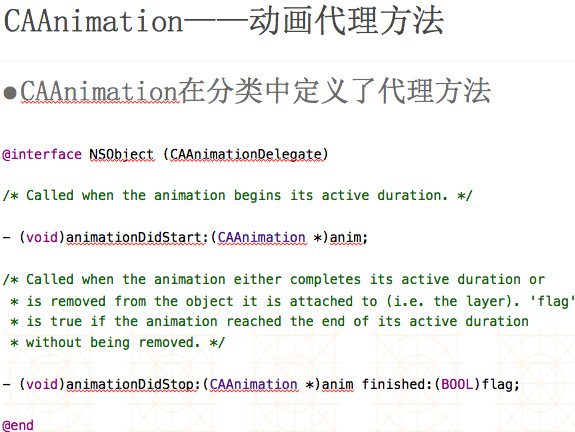 CAAnimation——动画代理方法
●CAAnimation在分类中定义了代理方法
@interface NSObject (CAAnimationDelegate)
/* Called when the animation begins its active duration. */
- (void)animationDidStart:(CAAnimation *)anim;
/* Called when the animation either completes its active duration or
 * is removed from the object it is attached to (i.e. the layer). 'flag'
 * is true if the animation reached the end of its active duration
 * without being removed. */
- (void)animationDidStop:(CAAnimation *)anim finished:(BOOL)flag;
@end